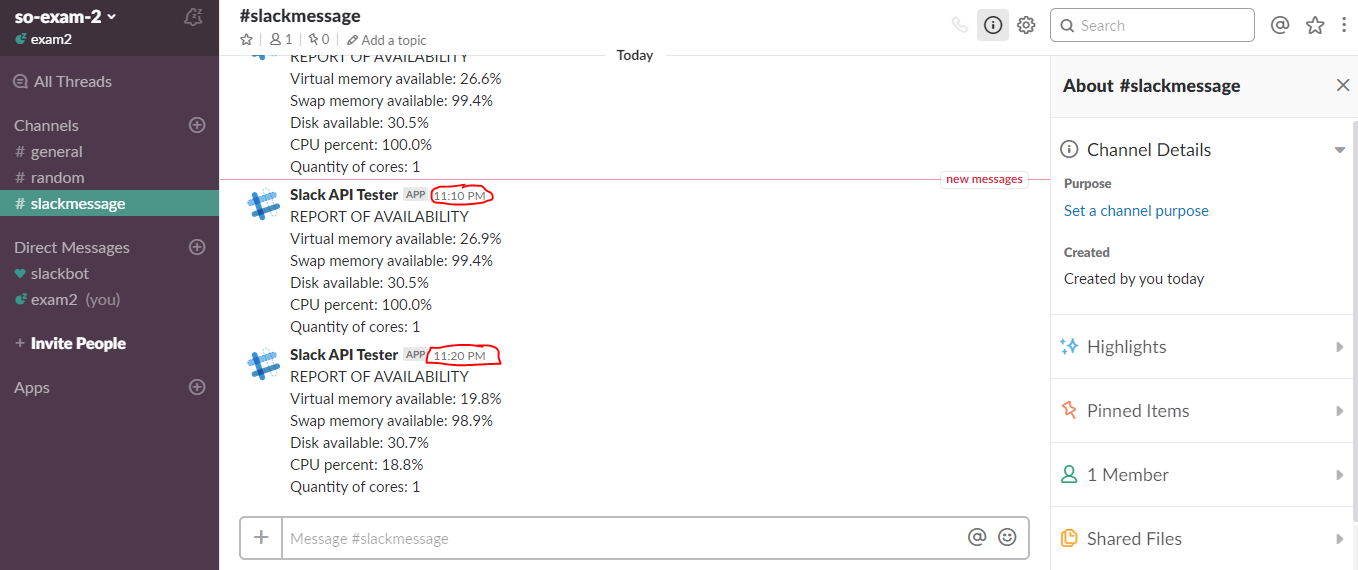 so-exam-2
exam2
All Threads
Channels
# general
# random
# slackmessage
Direct Messages
slackbot
exam2 (you)
+ Invite People
Apps
#slackmessage
1 0 Add a topic
Search
Today
REPORT OF AVAILABILITY
Virtual memory available: 26.6%
Swap memory available: 99.4%
Disk available: 30.5%
CPU percent: 100.0%
Quantity of cores: 1
new messages
Slack API Tester APP 11:10 PM
REPORT OF AVAILABILITY
Virtual memory available: 26.9%
Swap memory available: 99.4%
Disk available: 30.5%
CPU percent: 100.0%
Quantity of cores: 1
Slack API Tester APP 11:20 PM
REPORT OF AVAILABILITY
Virtual memory available: 19.8%
Swap memory available: 98.9%
Disk available: 30.7%
CPU percent: 18.8%
Quantity of cores: 1
Message #slackmessage
About #slackmessage
Channel Details
Purpose
Set a channel purpose
Created
Created by you today
Highlights
Pinned Items
1 Member
Shared Files